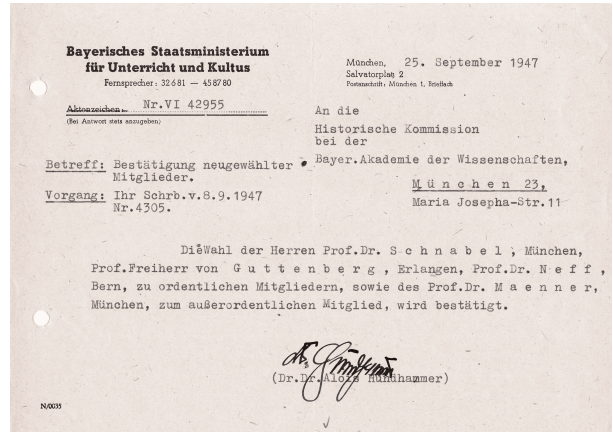 Bayerisches Staatsministerium
für Unterricht und Kultus
Fernsprecher: 32681 — 458780
Aktenzeichen: Nr.VI 42955
(Bei Antwort stets anzugeben)
München, 25. September 1947
Salvatorplatz 2
Postanschrift: München 1, Brieffach
An die
Historische Kommission
bei der
Bayer.Akademie der Wissenschaften,
München 23,
Maria Josepha-Str.11
Betreff: Bestätigung neugewählter
Mitglieder.
Vorgang: Ihr Schrb.v.8.9.1947
Nr.4305.
DieWahl der Herren Prof.Dr. S c h n a b e l , München,
Prof.Freiherr von G u t t e n b e r g , Erlangen, Prof.Dr. N e f f ,
Bern, zu ordentlichen Mitgliedern, sowie des Prof.Dr. M a e n n e r ,
München, zum außerordentlichen Mitglied, wird bestätigt.
(Dr.Dr.Alois Hundhammer)
N/0035